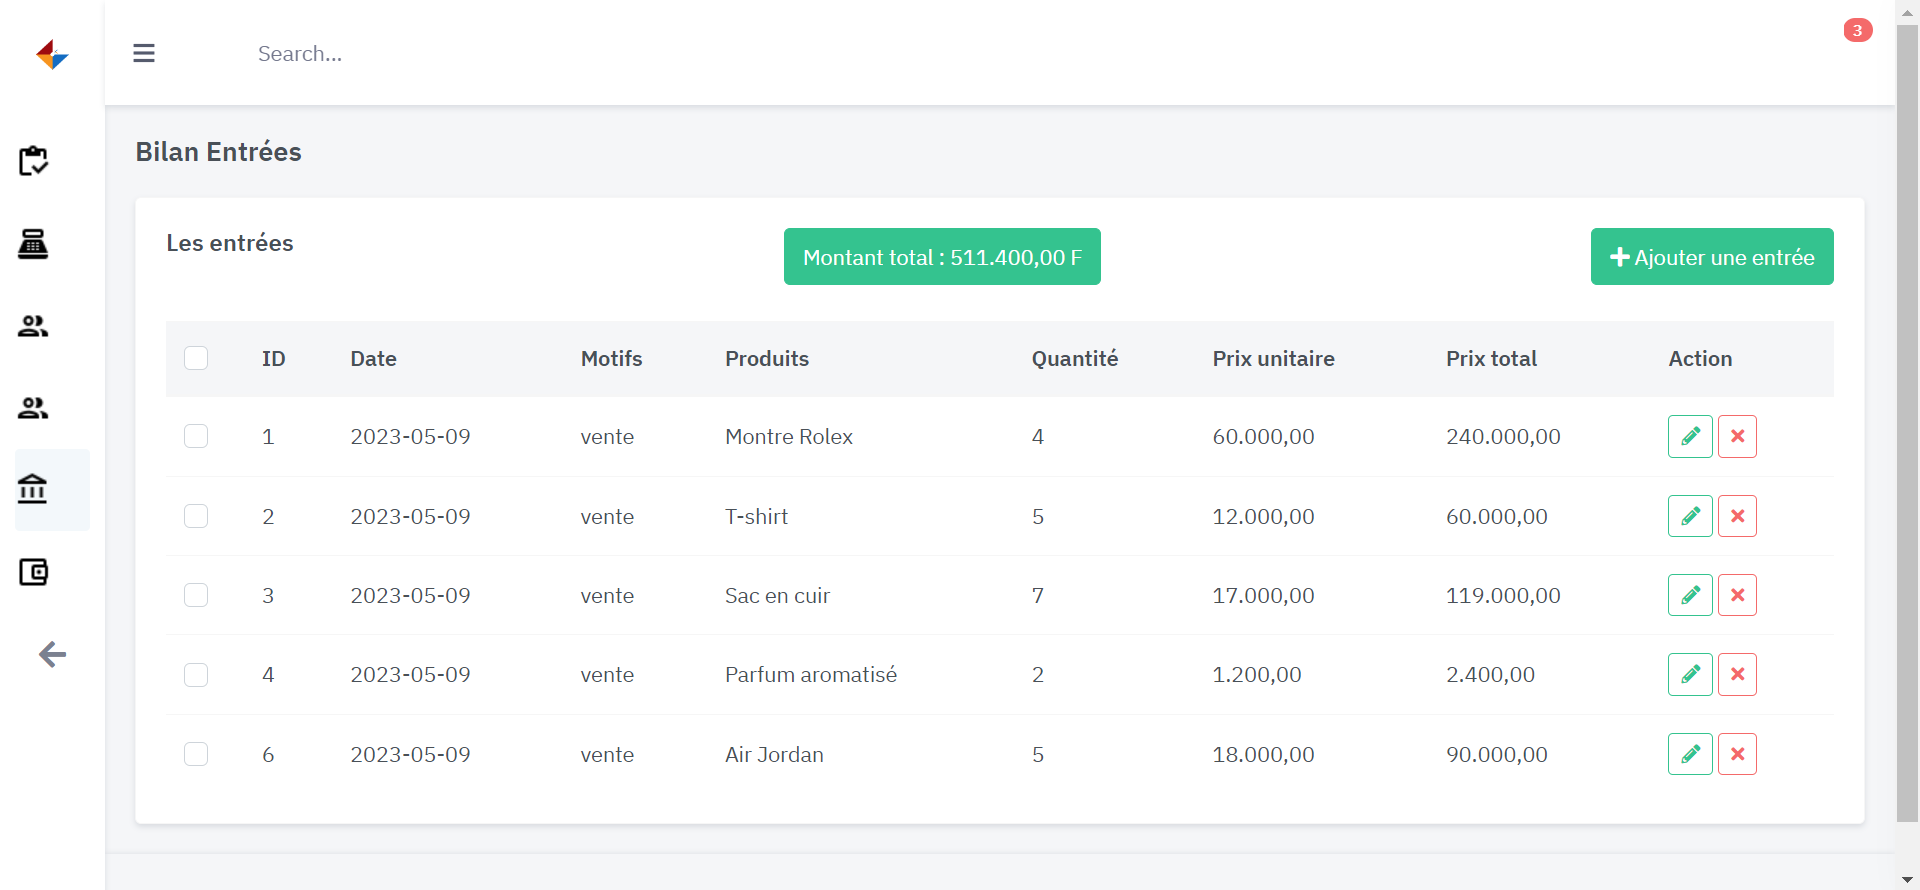 Search...
3
Bilan Entrées
Les entrées
Montant total : 511.400,00 F
Ajouter une entrée
ID Date Motifs Produits Quantité Prix unitaire Prix total Action
1 2023-05-09 vente Montre Rolex 4 60.000,00 240.000,00
2 2023-05-09 vente T-shirt 5 12.000,00 60.000,00
3 2023-05-09 vente Sac en cuir 7 17.000,00 119.000,00
4 2023-05-09 vente Parfum aromatisé 2 1.200,00 2.400,00
6 2023-05-09 vente Air Jordan 5 18.000,00 90.000,00